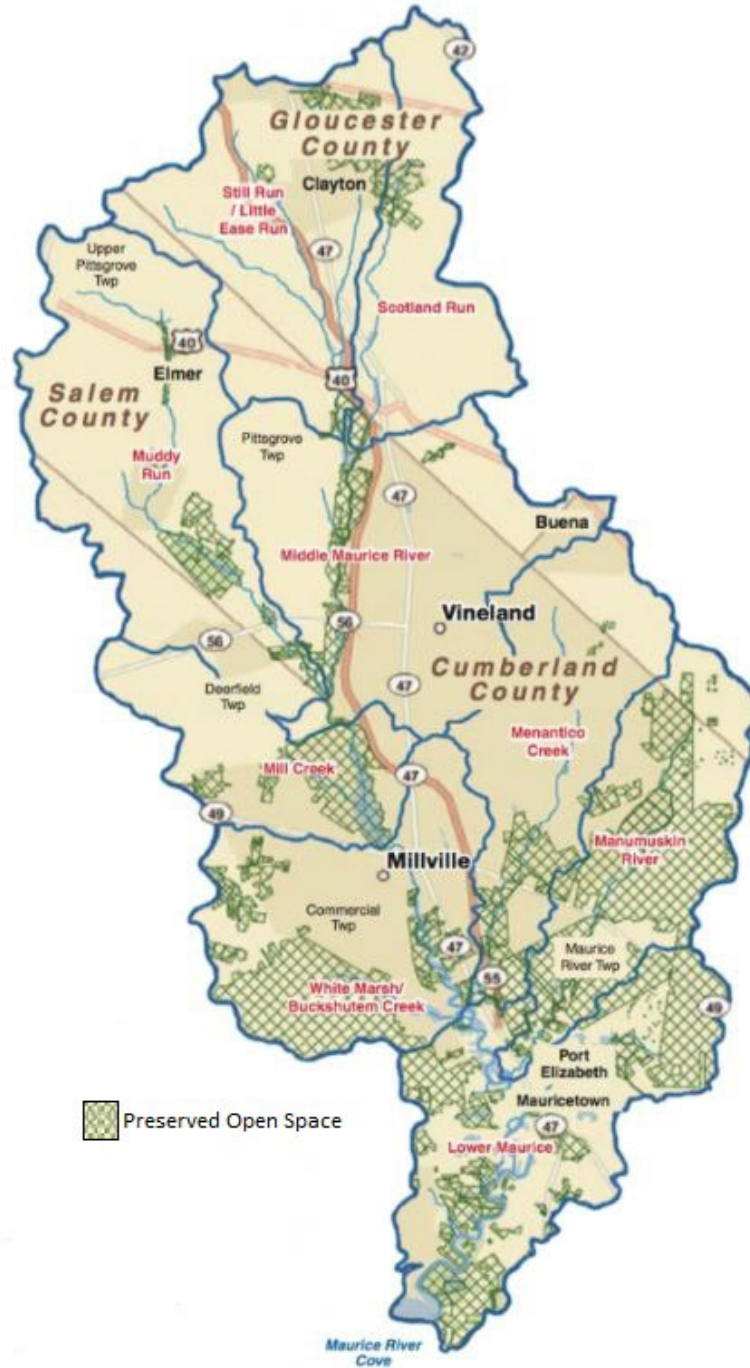 42
Gloucester
County
Clayton
Still Run
/ Little
Ease Run
47
Upper
Pittsgrove
Twp
Scotland Run
40
Elmer
40
Salem
County
Pittsgrove
Twp
Muddy
Run
47
Buena
Middle Maurice River
Vineland
56
56
Cumberland
County
Deerfield
Twp
47
Menantico
Creek
Mill Creek
47
49
Manumuskin
River
Millville
Commercial
Twp
47
Maurice
River Twp
55
White Marsh/
Buckshutem Creek
49
Port
Elizabeth
Mauricetown
Preserved Open Space
47
Lower Maurice
Maurice River
Cove